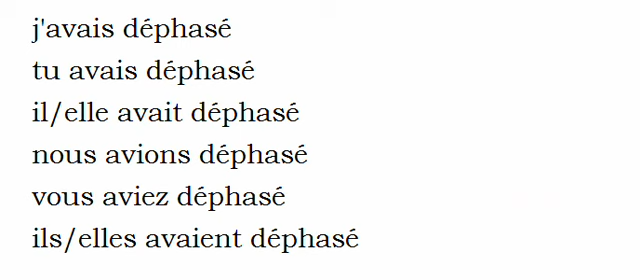 j'avais déphasé
tu avais déphasé
il/elle avait déphasé
nous avions déphasé
vous aviez déphasé
ils/elles avaient déphasé